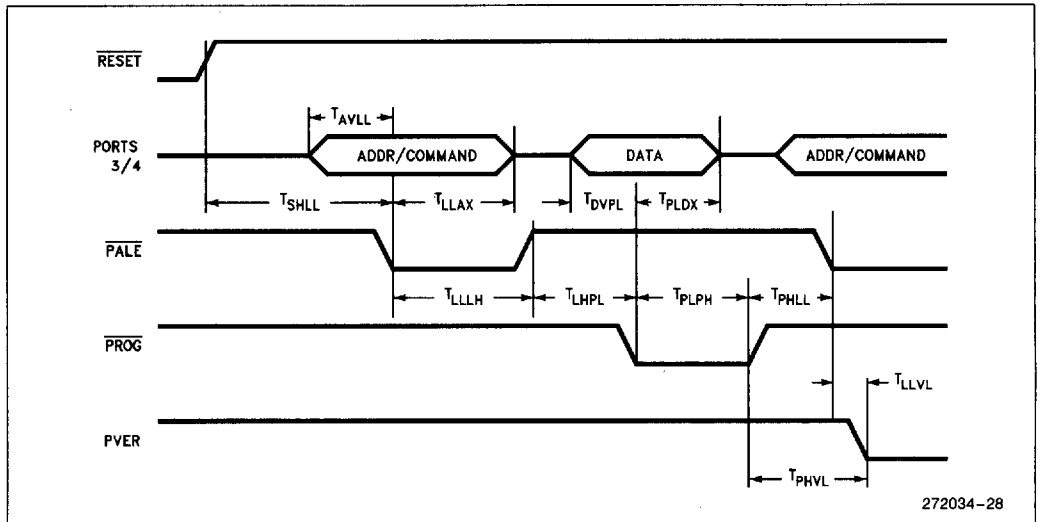 RESET
T_AVLL
PORTS 3/4
ADDR/COMMAND
DATA
ADDR/COMMAND
T_SHLL
T_LLAX
T_DVPL
T_PLDX
PALE
T_LLLH
T_LHPL
T_PLPH
T_PHLL
PROG
T_LLVL
PVER
T_PHVL
272034-28